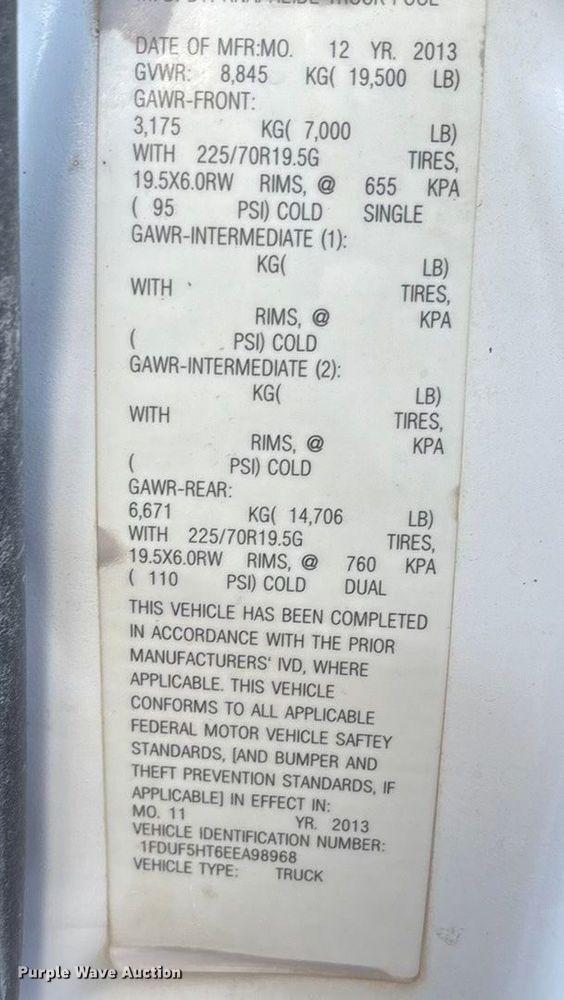 DATE OF MFR:MO. 12 YR. 2013
GVWR: 8,845 KG( 19,500 LB)
GAWR-FRONT:
3,175 KG( 7,000 LB)
WITH 225/70R19.5G TIRES,
19.5X6.0RW RIMS, @ 655 KPA
( 95 PSI) COLD SINGLE
GAWR-INTERMEDIATE (1):
KG( LB)
WITH TIRES,
RIMS, @ KPA
( PSI) COLD
GAWR-INTERMEDIATE (2):
KG( LB)
WITH TIRES,
RIMS, @ KPA
( PSI) COLD
GAWR-REAR:
6,671 KG( 14,706 LB)
WITH 225/70R19.5G TIRES,
19.5X6.0RW RIMS, @ 760 KPA
( 110 PSI) COLD DUAL
THIS VEHICLE HAS BEEN COMPLETED
IN ACCORDANCE WITH THE PRIOR
MANUFACTURERS' IVD, WHERE
APPLICABLE. THIS VEHICLE
CONFORMS TO ALL APPLICABLE
FEDERAL MOTOR VEHICLE SAFTEY
STANDARDS, [AND BUMPER AND
THEFT PREVENTION STANDARDS, IF
APPLICABLE] IN EFFECT IN:
MO. 11 YR. 2013
VEHICLE IDENTIFICATION NUMBER:
1FDUF5HT6EEA98968
VEHICLE TYPE: TRUCK
Purple Wave Auction